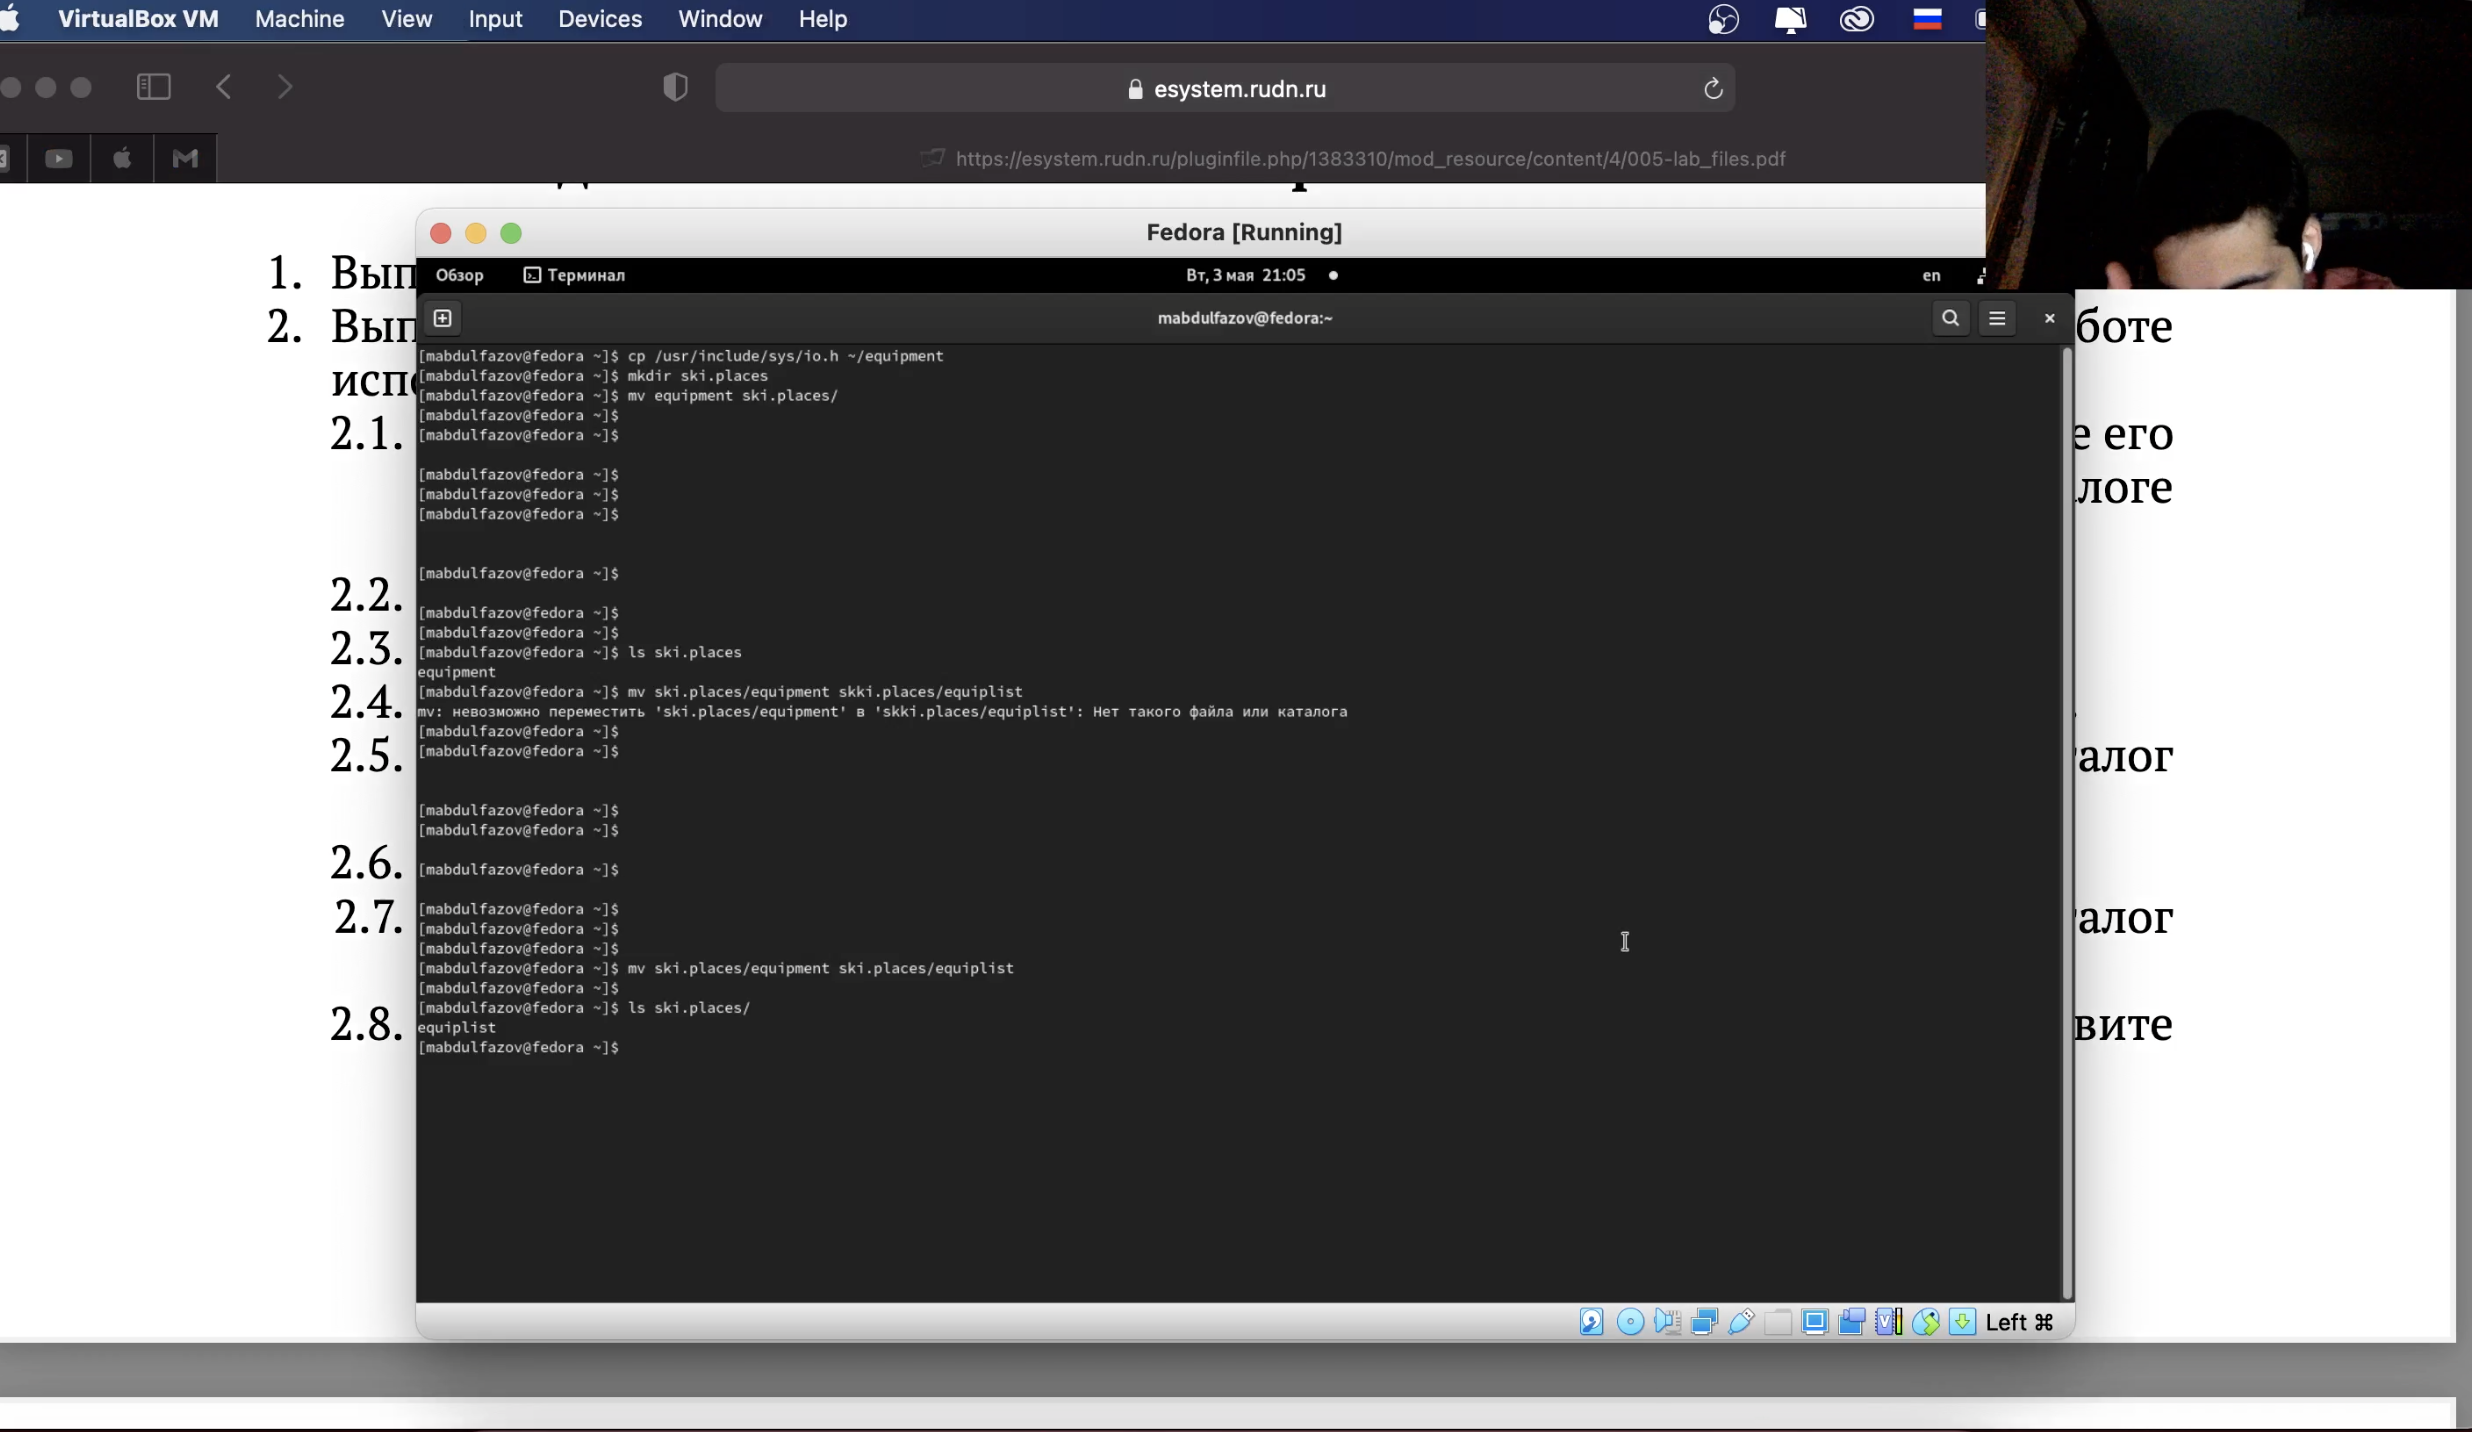 VirtualBox VM Machine View Input Devices Window Help
esystem.rudn.ru
https://esystem.rudn.ru/pluginfile.php/1383310/mod_resource/content/4/005-lab_files.pdf
Fedora [Running]
Обзор Терминал Вт, 3 мая 21:05 en
mabdulfazov@fedora:~
1. Вып
2. Вып боте
испо
2.1. е его
логе
2.2.
2.3.
2.4.
2.5. алог
2.6.
2.7. алог
2.8. вите
[mabdulfazov@fedora ~]$ cp /usr/include/sys/io.h ~/equipment
[mabdulfazov@fedora ~]$ mkdir ski.places
[mabdulfazov@fedora ~]$ mv equipment ski.places/
[mabdulfazov@fedora ~]$
[mabdulfazov@fedora ~]$
[mabdulfazov@fedora ~]$
[mabdulfazov@fedora ~]$
[mabdulfazov@fedora ~]$
[mabdulfazov@fedora ~]$
[mabdulfazov@fedora ~]$
[mabdulfazov@fedora ~]$
[mabdulfazov@fedora ~]$ ls ski.places
equipment
[mabdulfazov@fedora ~]$ mv ski.places/equipment skki.places/equiplist
mv: невозможно переместить 'ski.places/equipment' в 'skki.places/equiplist': Нет такого файла или каталога
[mabdulfazov@fedora ~]$
[mabdulfazov@fedora ~]$
[mabdulfazov@fedora ~]$
[mabdulfazov@fedora ~]$
[mabdulfazov@fedora ~]$
[mabdulfazov@fedora ~]$
[mabdulfazov@fedora ~]$
[mabdulfazov@fedora ~]$
[mabdulfazov@fedora ~]$ mv ski.places/equipment ski.places/equiplist
[mabdulfazov@fedora ~]$
[mabdulfazov@fedora ~]$ ls ski.places/
equiplist
[mabdulfazov@fedora ~]$
Left ⌘